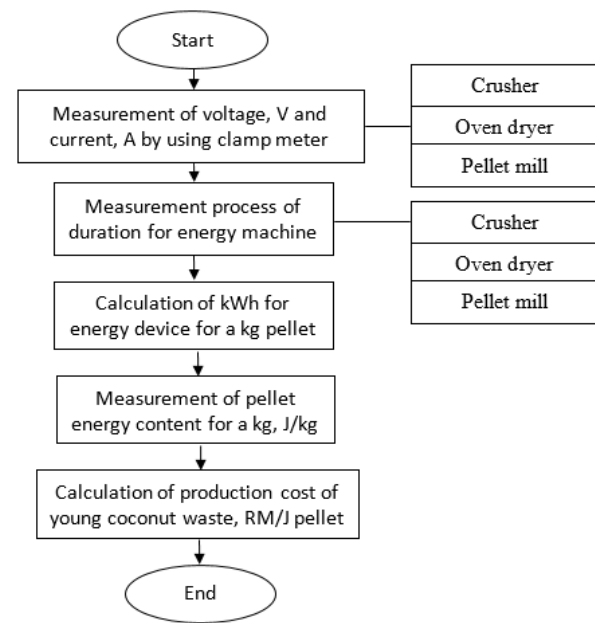 Start
Measurement of voltage, V and
current, A by using clamp meter
Crusher
Oven dryer
Pellet mill
Measurement process of
duration for energy machine
Crusher
Oven dryer
Pellet mill
Calculation of kWh for
energy device for a kg pellet
Measurement of pellet
energy content for a kg, J/kg
Calculation of production cost of
young coconut waste, RM/J pellet
End